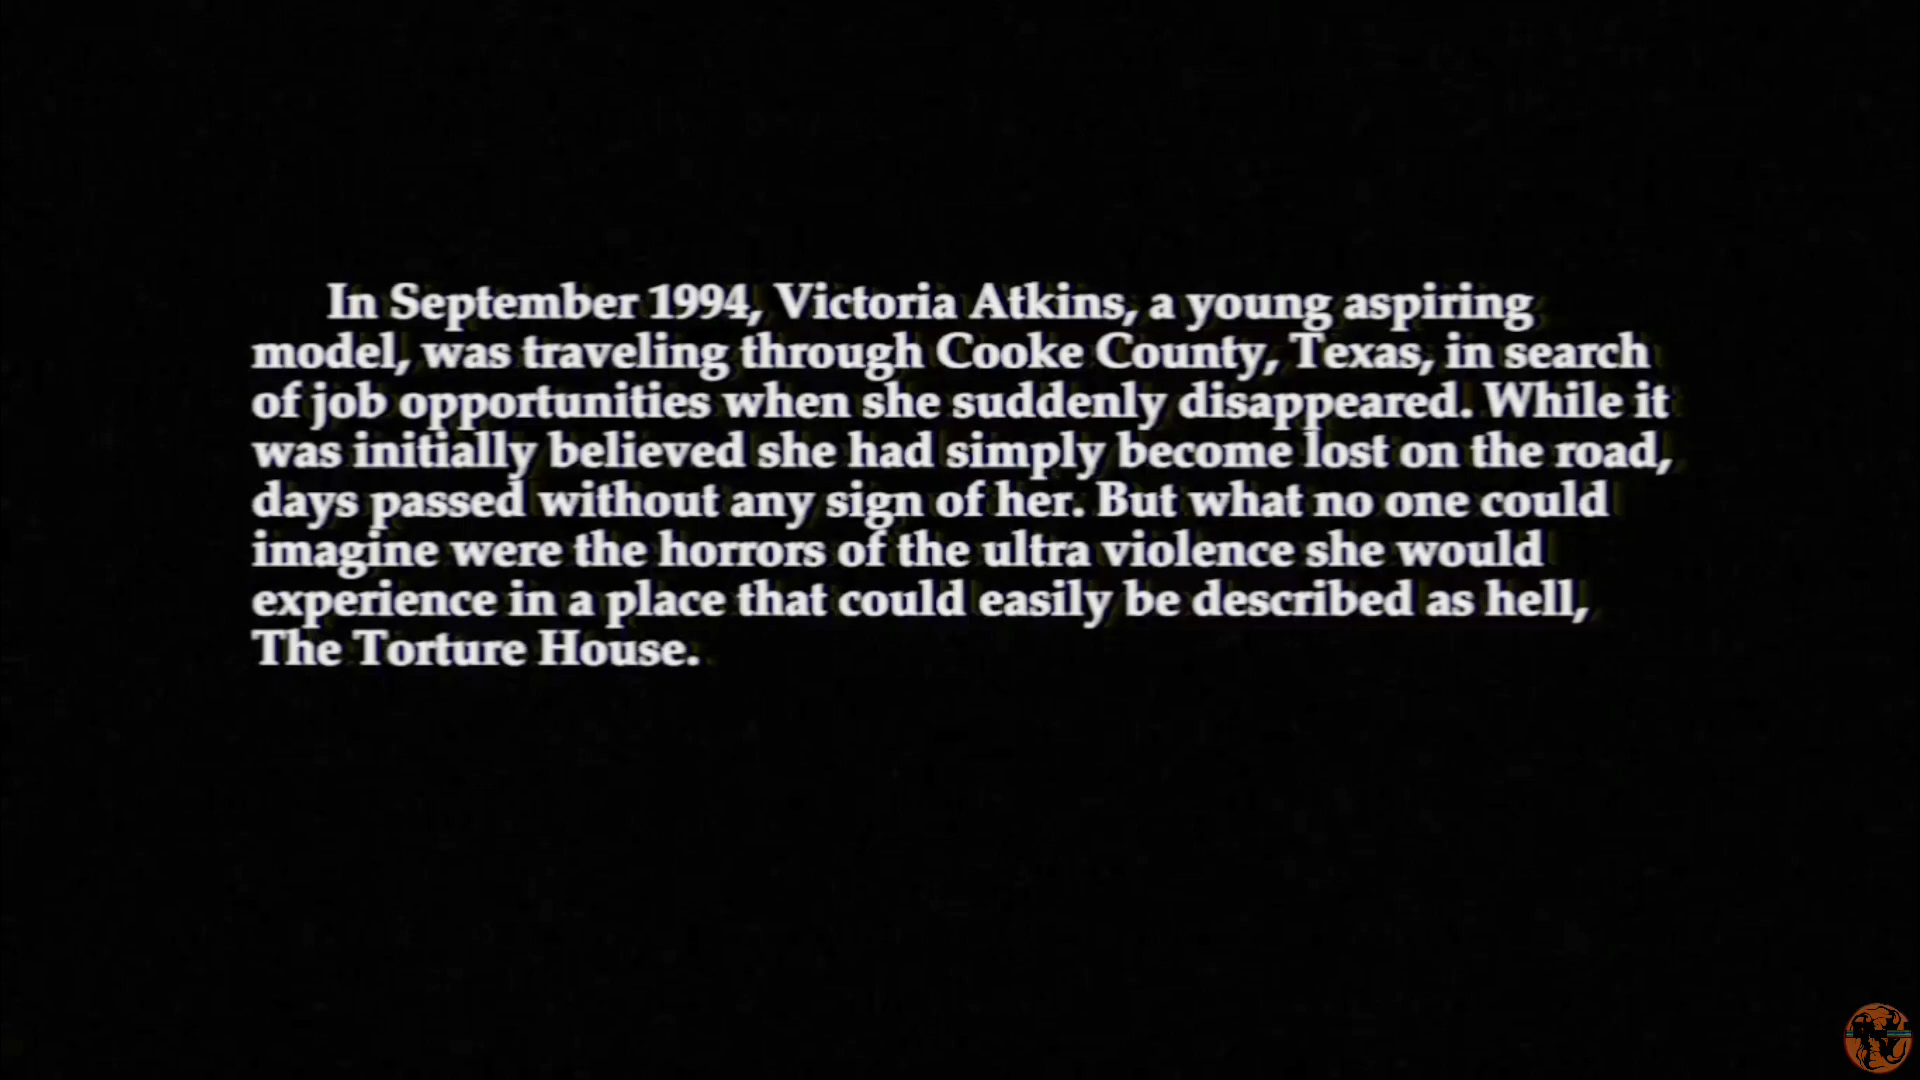 In September 1994, Victoria Atkins, a young aspiring
model, was traveling through Cooke County, Texas, in search
of job opportunities when she suddenly disappeared. While it
was initially believed she had simply become lost on the road,
days passed without any sign of her. But what no one could
imagine were the horrors of the ultra violence she would
experience in a place that could easily be described as hell,
The Torture House.